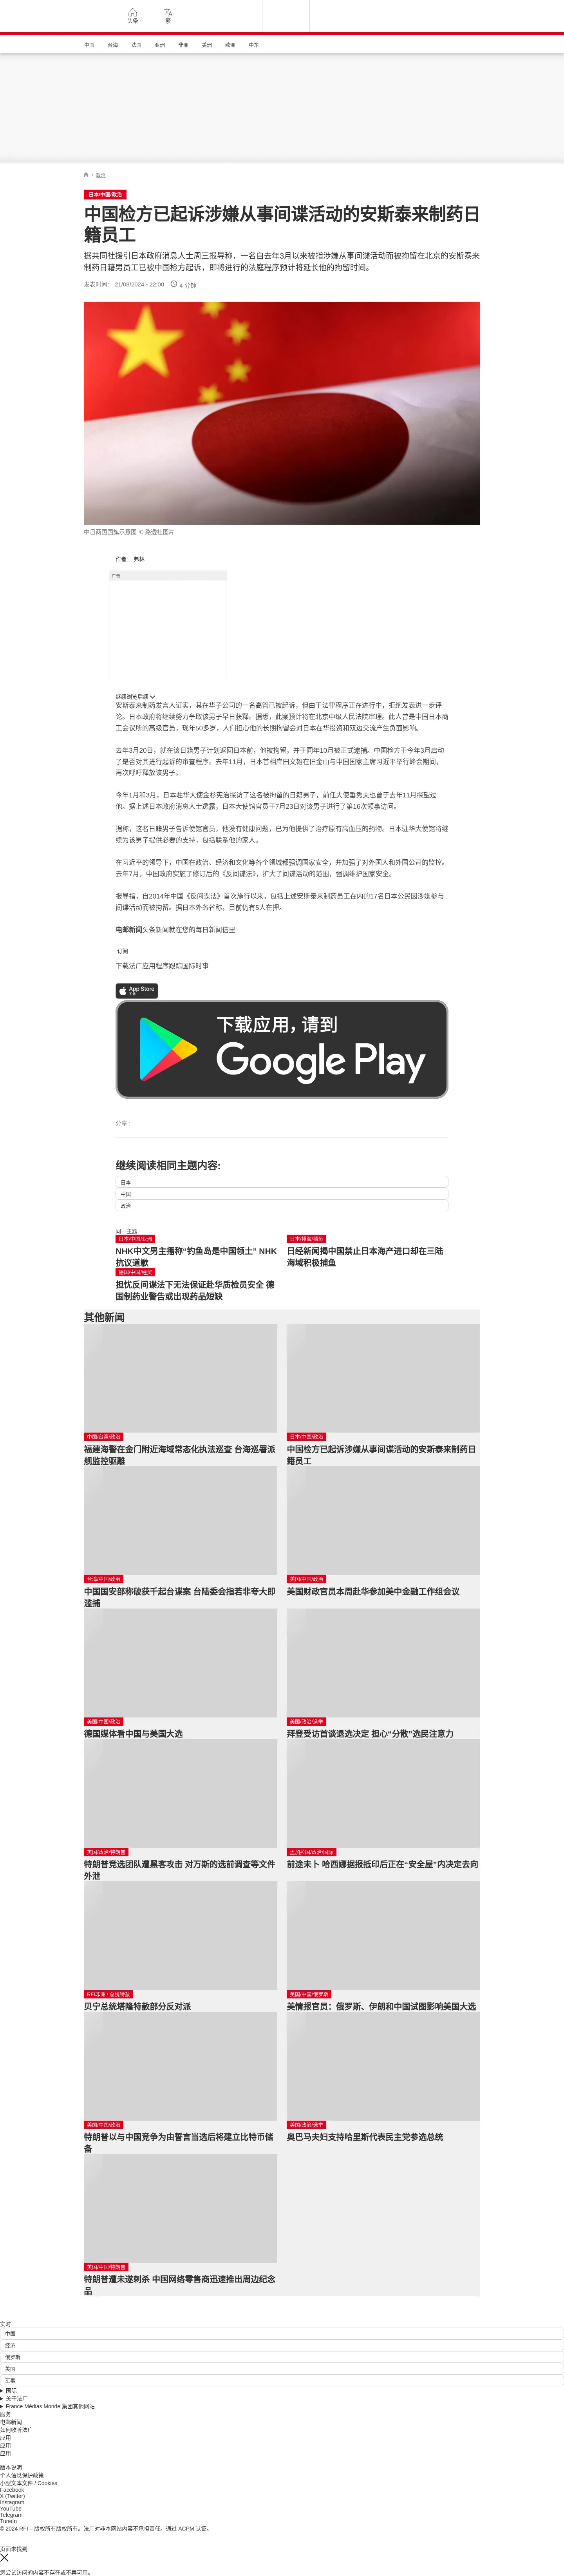 头条
繁
中国
台海
法国
亚洲
非洲
美洲
欧洲
中东
/ 政治
日本/中国/政治
中国检方已起诉涉嫌从事间谍活动的安斯泰来制药日
籍员工
据共同社援引日本政府消息人士周三报导称，一名自去年3月以来被指涉嫌从事间谍活动而被拘留在北京的安斯泰来
制药日籍男员工已被中国检方起诉，即将进行的法庭程序预计将延长他的拘留时间。
发表时间： 21/08/2024 - 22:00
4 分钟
中日两国国旗示意图 © 路透社图片
作者： 弗林
广告
继续浏览后续
安斯泰来制药发言人证实，其在华子公司的一名高管已被起诉，但由于法律程序正在进行中，拒绝发表进一步评
论。日本政府将继续努力争取该男子早日获释。据悉，此案预计将在北京中级人民法院审理。此人曾是中国日本商
工会议所的高级官员，现年50多岁，人们担心他的长期拘留会对日本在华投资和双边交流产生负面影响。
去年3月20日，就在该日籍男子计划返回日本前，他被拘留，并于同年10月被正式逮捕。中国检方于今年3月启动
了是否对其进行起诉的审查程序。去年11月，日本首相岸田文雄在旧金山与中国国家主席习近平举行峰会期间，
再次呼吁释放该男子。
今年1月和3月，日本驻华大使金杉宪治探访了这名被拘留的日籍男子，前任大使垂秀夫也曾于去年11月探望过
他。据上述日本政府消息人士透露，日本大使馆官员于7月23日对该男子进行了第16次领事访问。
据称，这名日籍男子告诉使馆官员，他没有健康问题，已为他提供了治疗原有高血压的药物。日本驻华大使馆将继
续为该男子提供必要的支持，包括联系他的家人。
在习近平的领导下，中国在政治、经济和文化等各个领域都强调国家安全，并加强了对外国人和外国公司的监控。
去年7月，中国政府实施了修订后的《反间谍法》，扩大了间谍活动的范围，强调维护国家安全。
报导指，自2014年中国《反间谍法》首次施行以来，包括上述安斯泰来制药员工在内的17名日本公民因涉嫌参与
间谍活动而被拘留。据日本外务省称，目前仍有5人在押。
电邮新闻头条新闻就在您的每日新闻信里
订阅
下载法广应用程序跟踪国际时事
App Store
下载
下载应用，请到
Google Play
分享 :
继续阅读相同主题内容:
日本
中国
政治
同一主题
日本/中国/亚洲
NHK中文男主播称“钓鱼岛是中国领土” NHK
抗议道歉
日本/排海/捕鱼
日经新闻揭中国禁止日本海产进口却在三陆
海域积极捕鱼
德国/中国/经贸
担忧反间谍法下无法保证赴华质检员安全 德
国制药业警告或出现药品短缺
其他新闻
中国/台湾/政治
福建海警在金门附近海域常态化执法巡查 台海巡署派
舰监控驱离
日本/中国/政治
中国检方已起诉涉嫌从事间谍活动的安斯泰来制药日
籍员工
台湾/中国/政治
中国国安部称破获千起台谍案 台陆委会指若非夸大即
滥捕
美国/中国/政治
美国财政官员本周赴华参加美中金融工作组会议
美国/中国/政治
德国媒体看中国与美国大选
美国/政治/选举
拜登受访首谈退选决定 担心“分散”选民注意力
美国/政治/特朗普
特朗普竞选团队遭黑客攻击 对万斯的选前调查等文件
外泄
孟加拉国/政治/国际
前途未卜 哈西娜据报抵印后正在“安全屋”内决定去向
RFI非洲 / 总统特赦
贝宁总统塔隆特赦部分反对派
美国/中国/俄罗斯
美情报官员：俄罗斯、伊朗和中国试图影响美国大选
美国/中国/政治
特朗普以与中国竞争为由誓言当选后将建立比特币储
备
美国/政治/选举
奥巴马夫妇支持哈里斯代表民主党参选总统
美国/中国/特朗普
特朗普遭未遂刺杀 中国网络零售商迅速推出周边纪念
品
实时
中国
经济
俄罗斯
美国
军事
国际
关于法广
France Médias Monde 集团其他网站
服务
电邮新闻
如何收听法广
应用
应用
应用
版本说明
个人信息保护政策
小型文本文件 / Cookies
Facebook
X (Twitter)
Instagram
YouTube
Telegram
TuneIn
© 2024 RFI – 版权所有版权所有。法广对非本网站内容不承担责任。通过 ACPM 认证。
页面未找到
您尝试访问的内容不存在或不再可用。